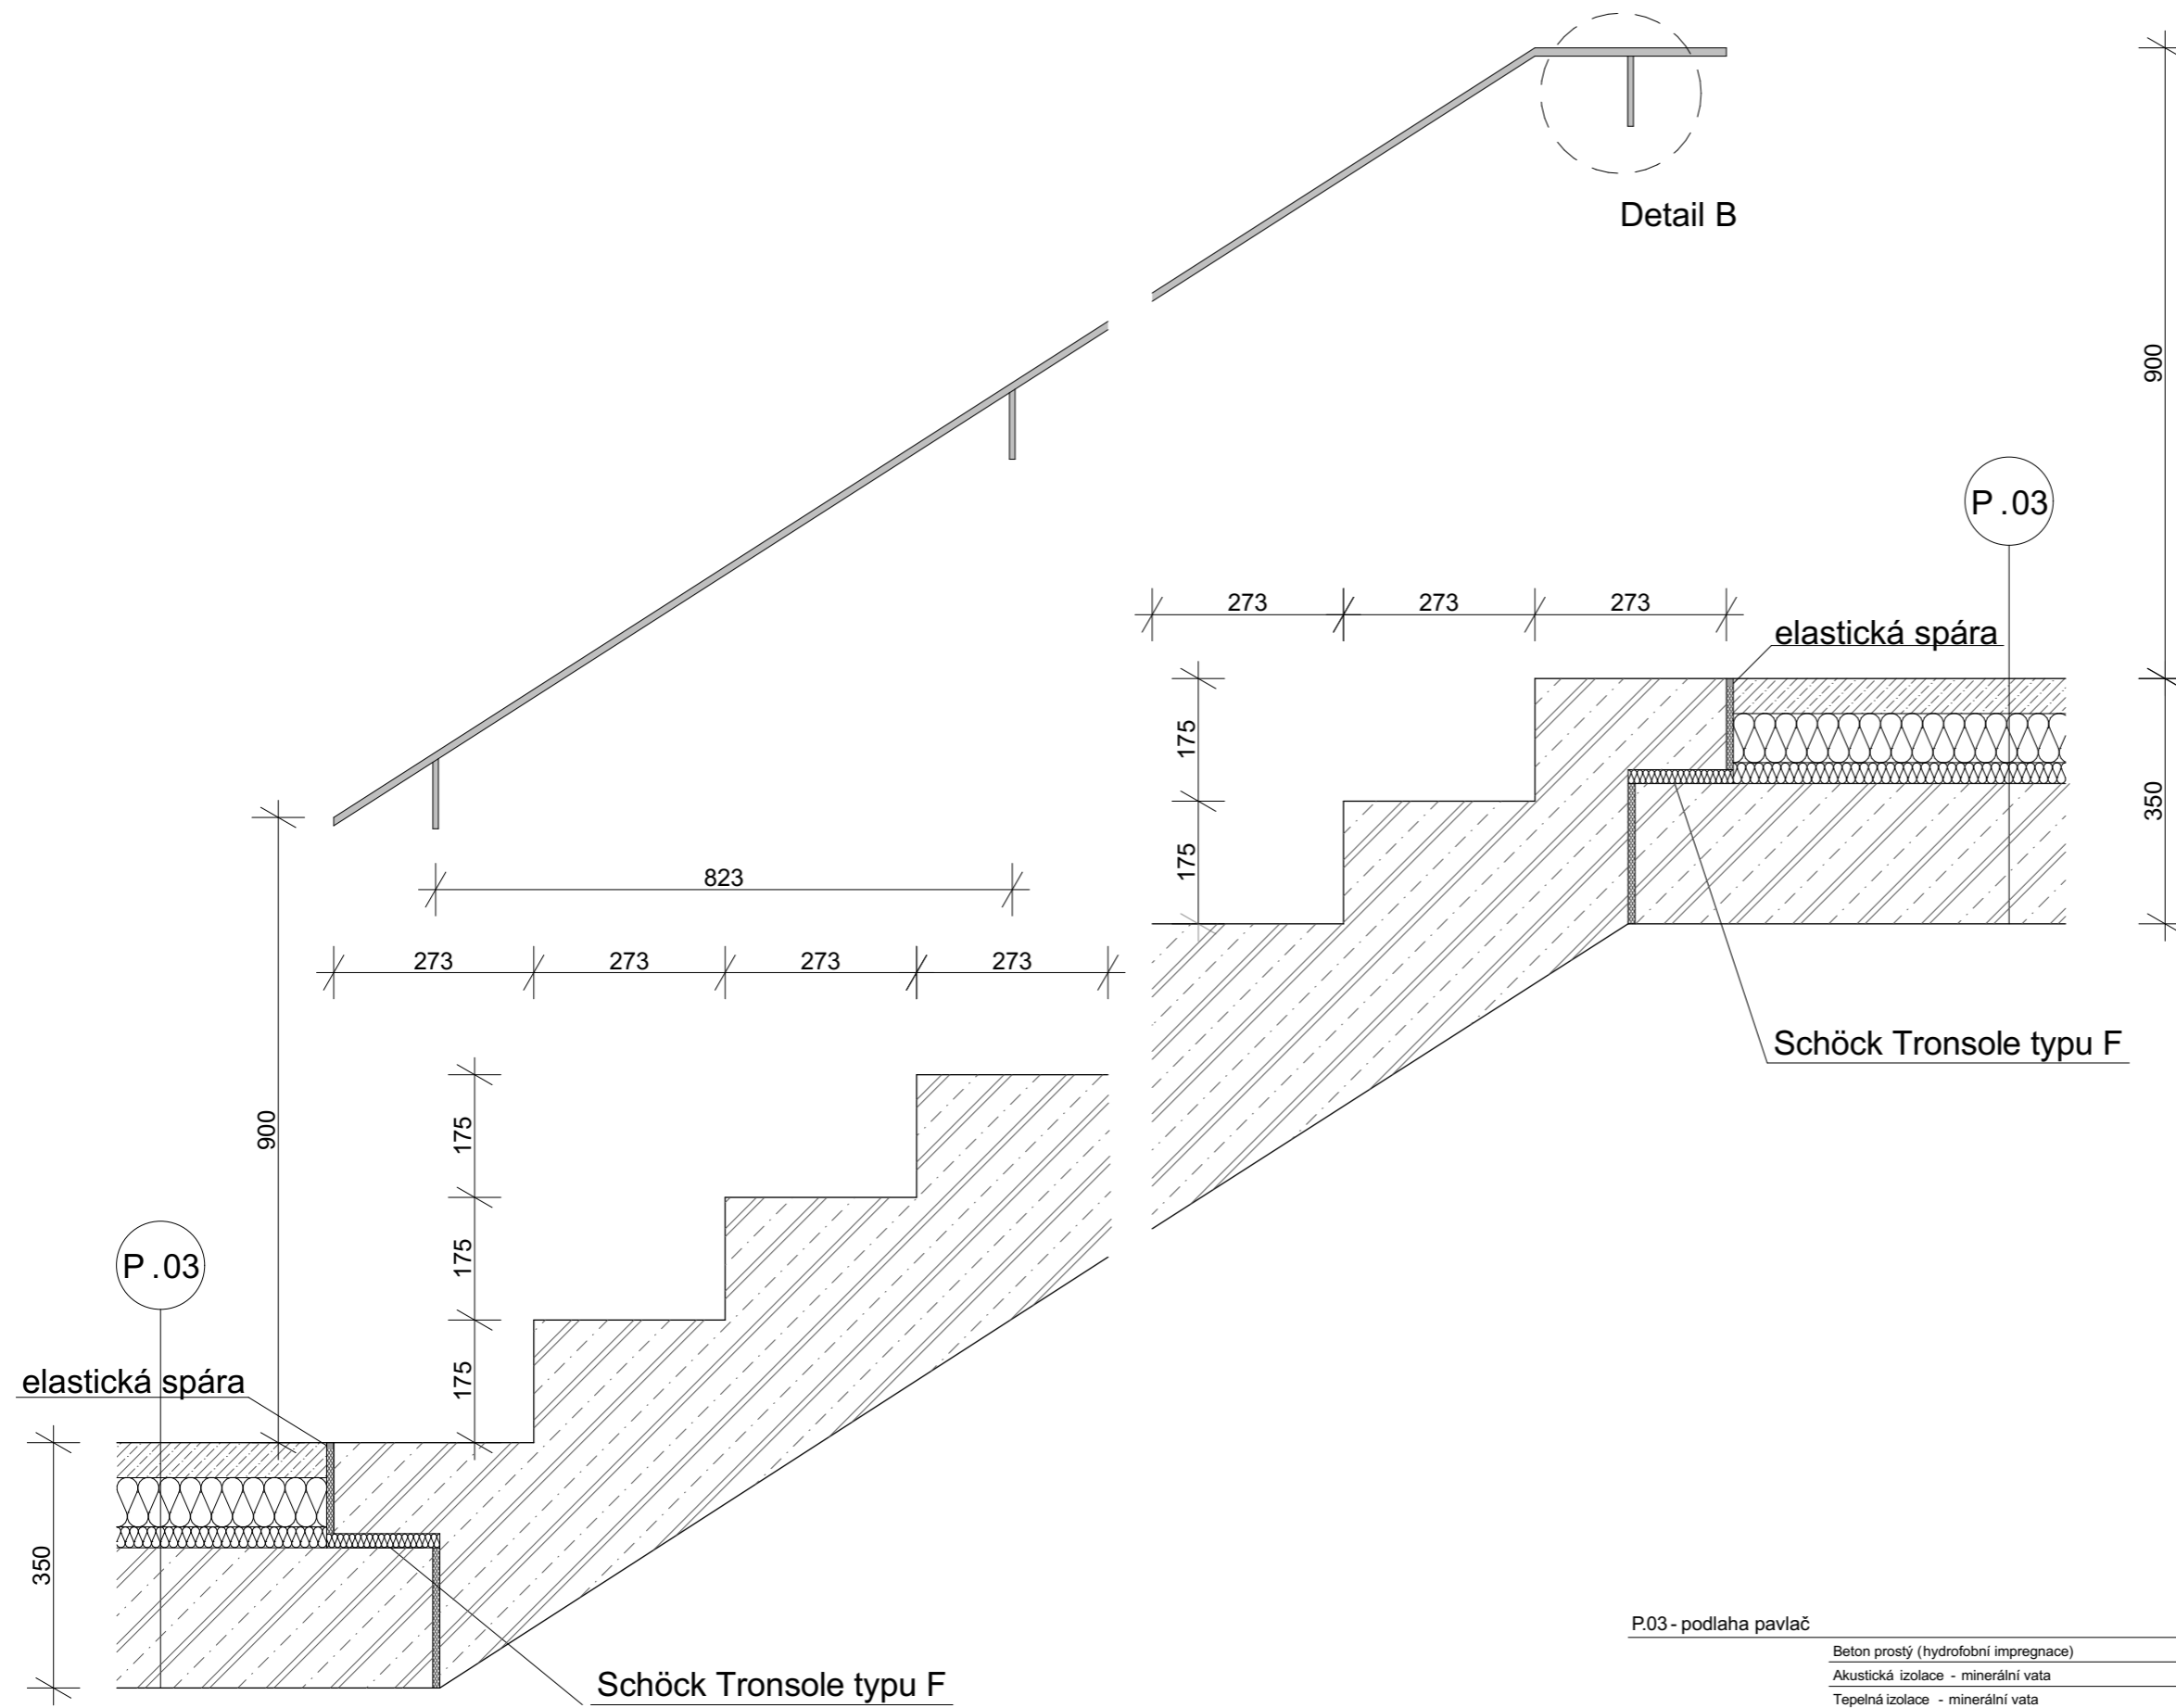 Detail B
900
P.03
273 273 273
elastická spára
175
175
350
823
273 273 273 273
Schöck Tronsole typu F
900
175
175
175
P.03
elastická spára
350
Schöck Tronsole typu F
P.03 - podlaha pavlač
Beton prostý (hydrofobní impregnace)
Akustická izolace - minerální vata
Tepelná izolace - minerální vata